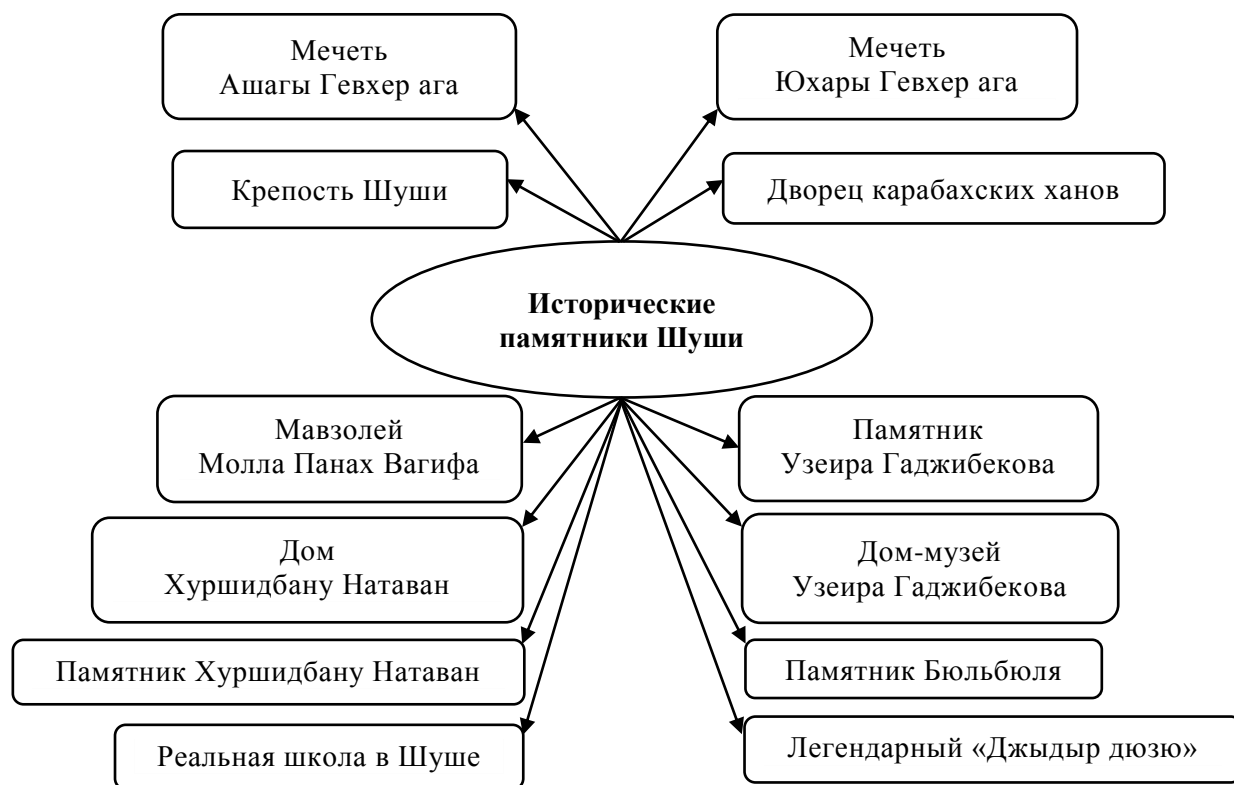 Мечеть
Ашагы Гевхер ага
Мечеть
Юхары Гевхер ага
Крепость Шуши
Дворец карабахских ханов
Исторические
памятники Шуши
Мавзолей
Молла Панах Вагифа
Памятник
Узеира Гаджибекова
Дом
Хуршидбану Натаван
Дом-музей
Узеира Гаджибекова
Памятник Хуршидбану Натаван
Памятник Бюльбюля
Реальная школа в Шуше
Легендарный «Джыдыр дюзю»